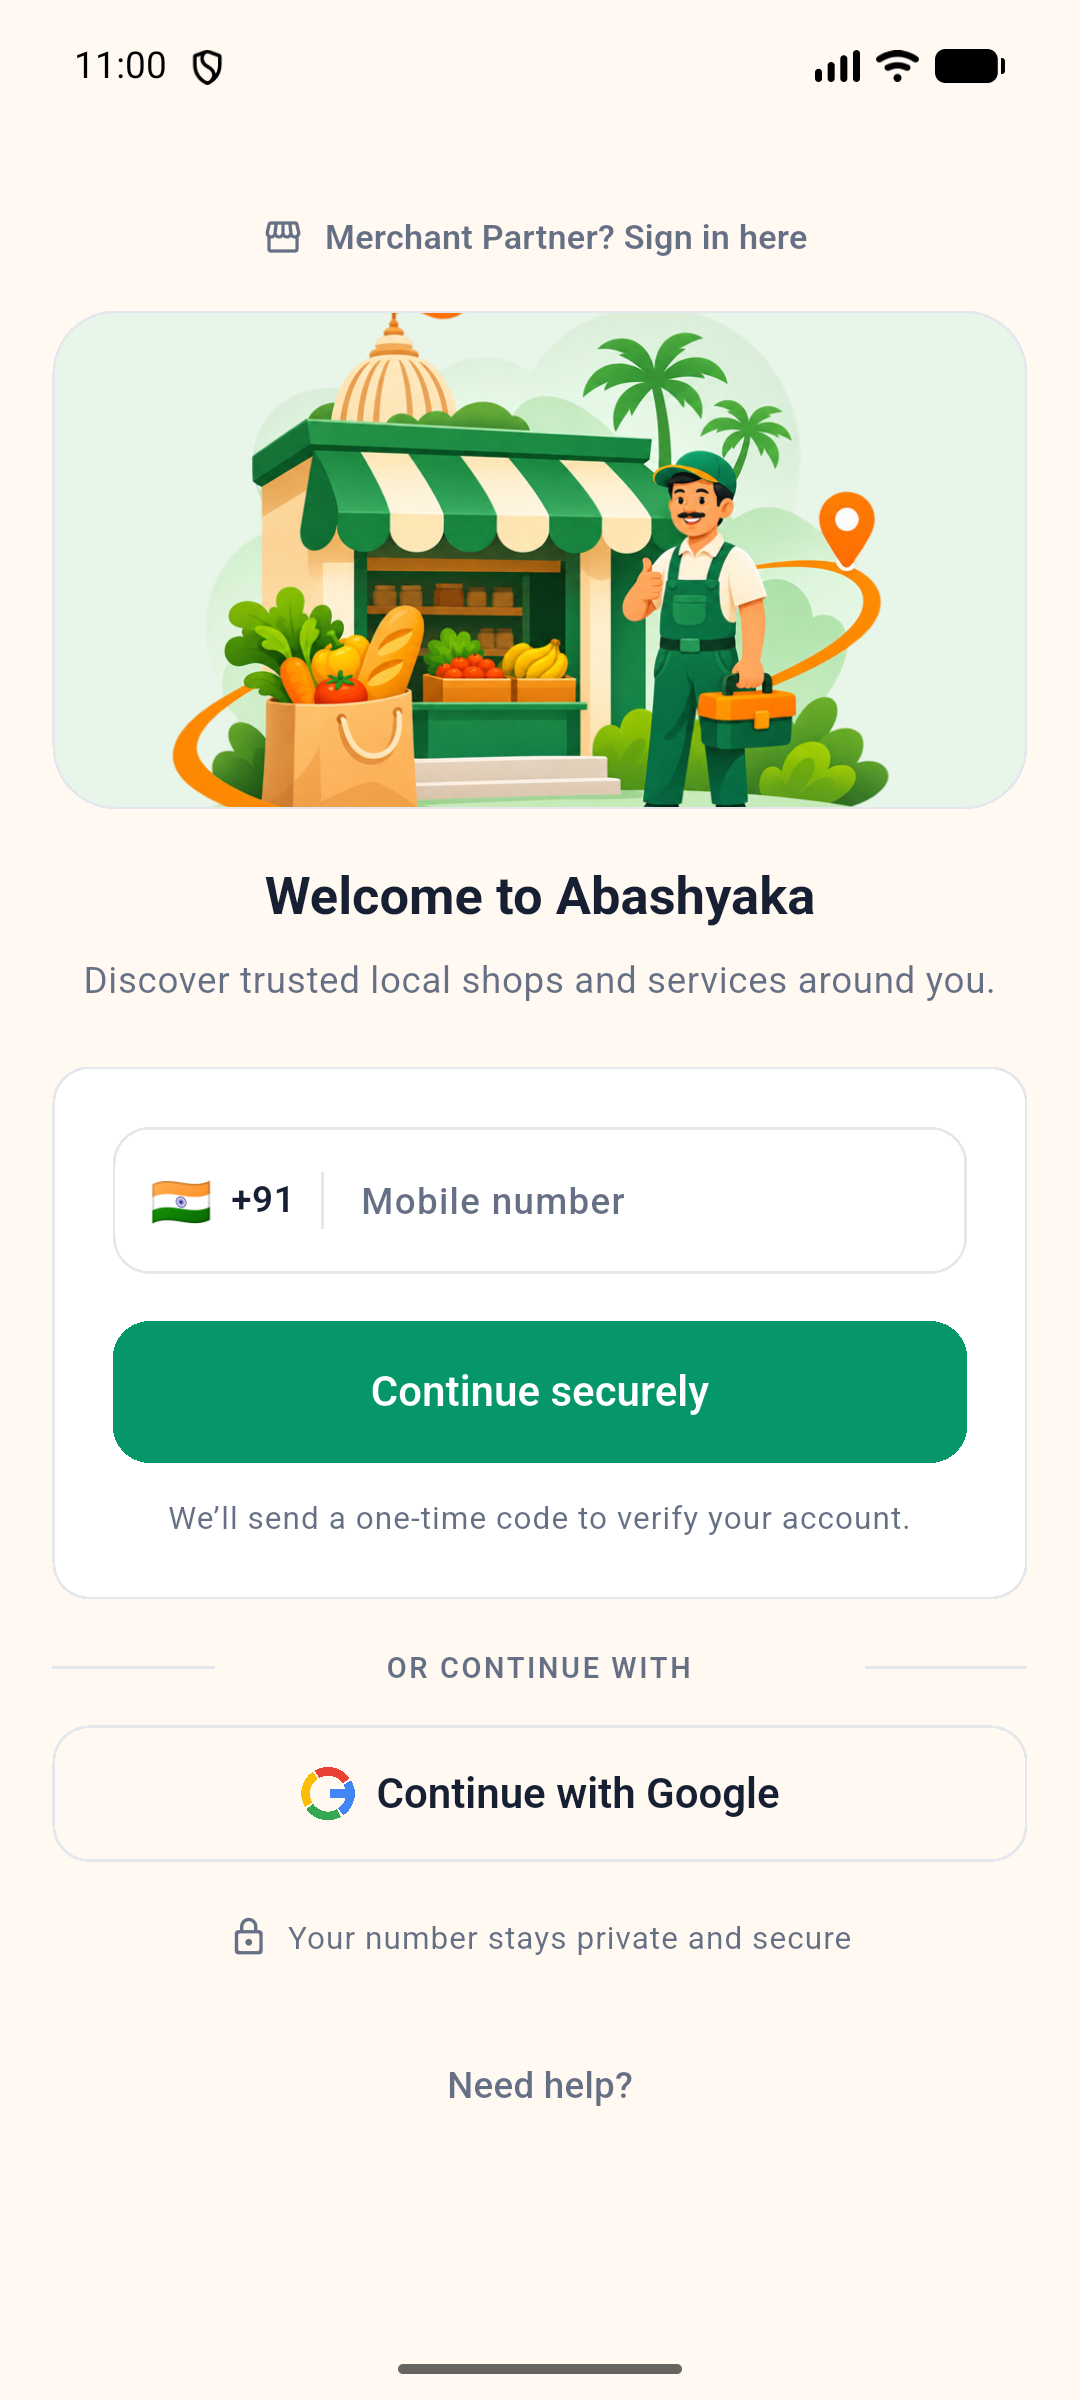 11:00
Merchant Partner? Sign in here
Welcome to Abashyaka
Discover trusted local shops and services around you.
+91 Mobile number
Continue securely
We’ll send a one-time code to verify your account.
OR CONTINUE WITH
Continue with Google
Your number stays private and secure
Need help?